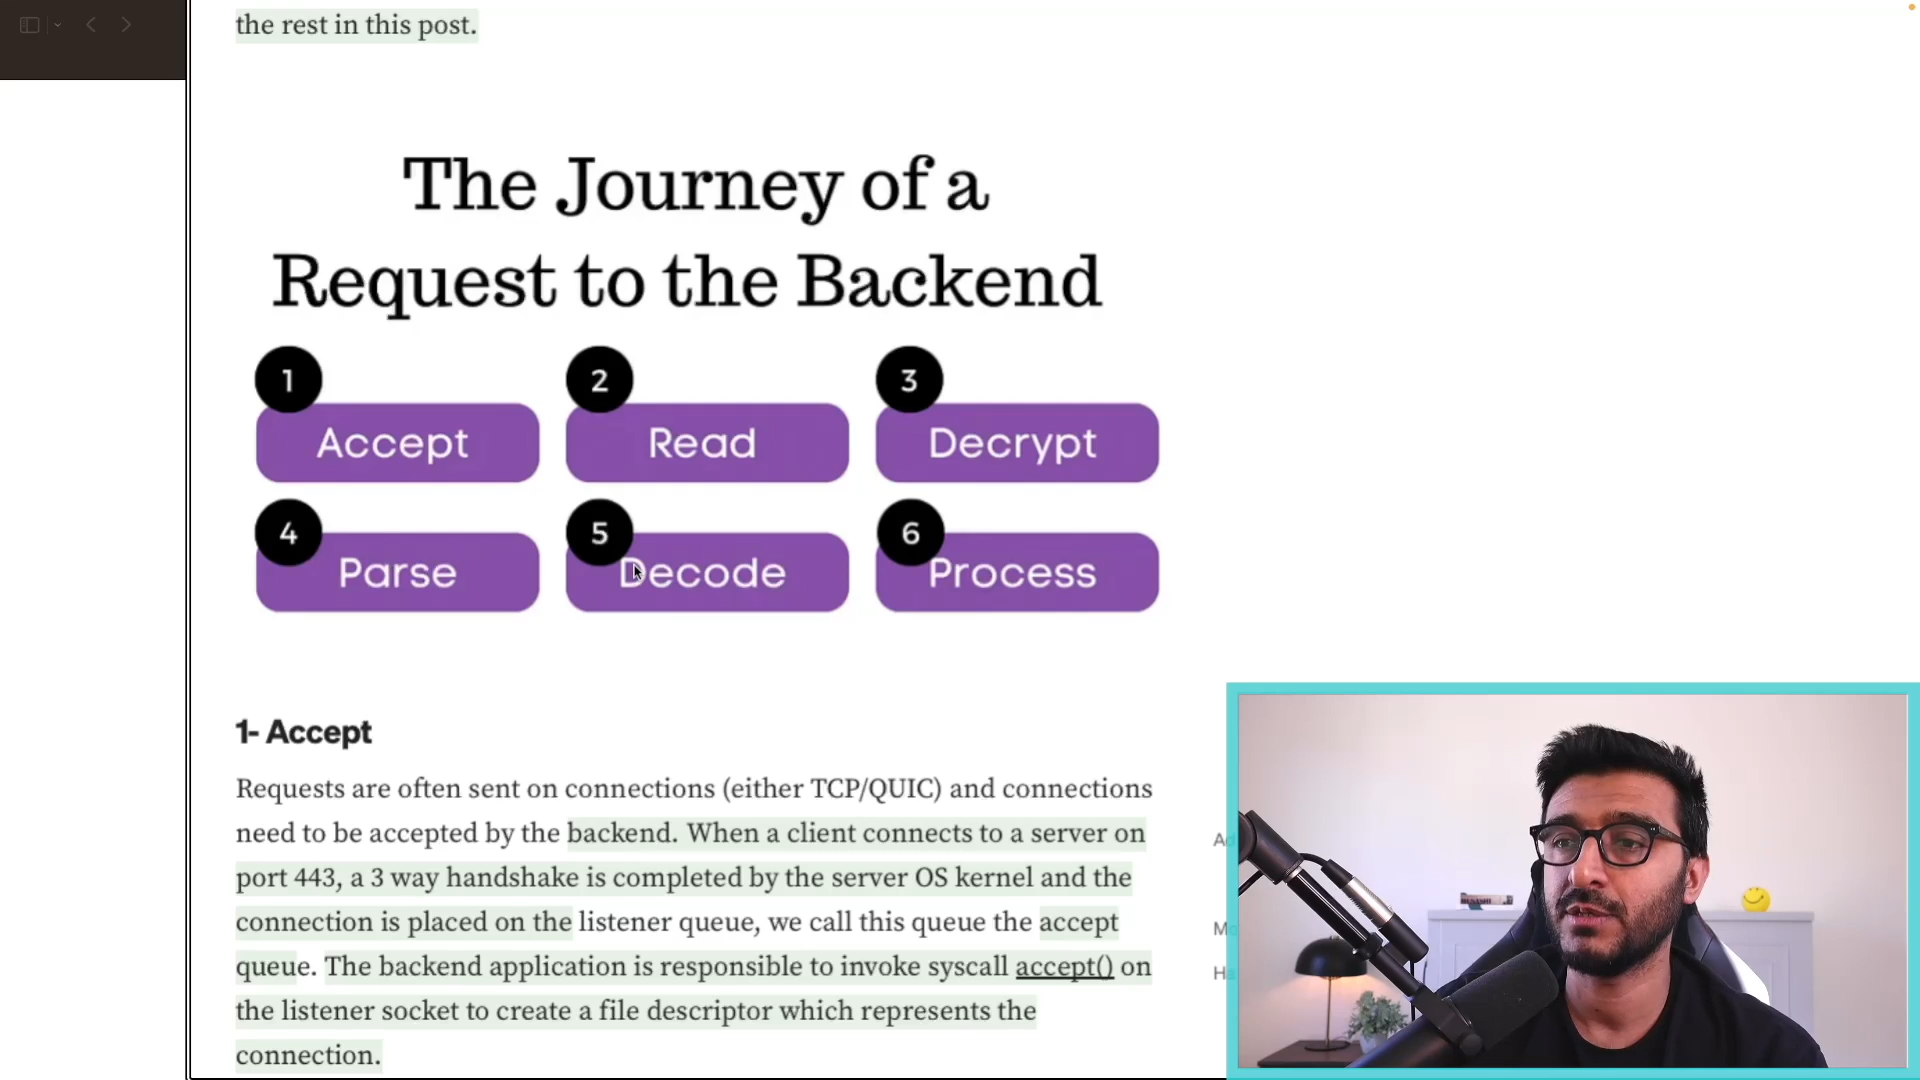 the rest in this post.
The Journey of a
Request to the Backend
1
2
3
Accept
Read
Decrypt
4
5
6
Parse
Decode
Process
1- Accept
Requests are often sent on connections (either TCP/QUIC) and connections
need to be accepted by the backend. When a client connects to a server on
port 443, a 3 way handshake is completed by the server OS kernel and the
connection is placed on the listener queue, we call this queue the accept
queue. The backend application is responsible to invoke syscall accept() on
the listener socket to create a file descriptor which represents the
connection.